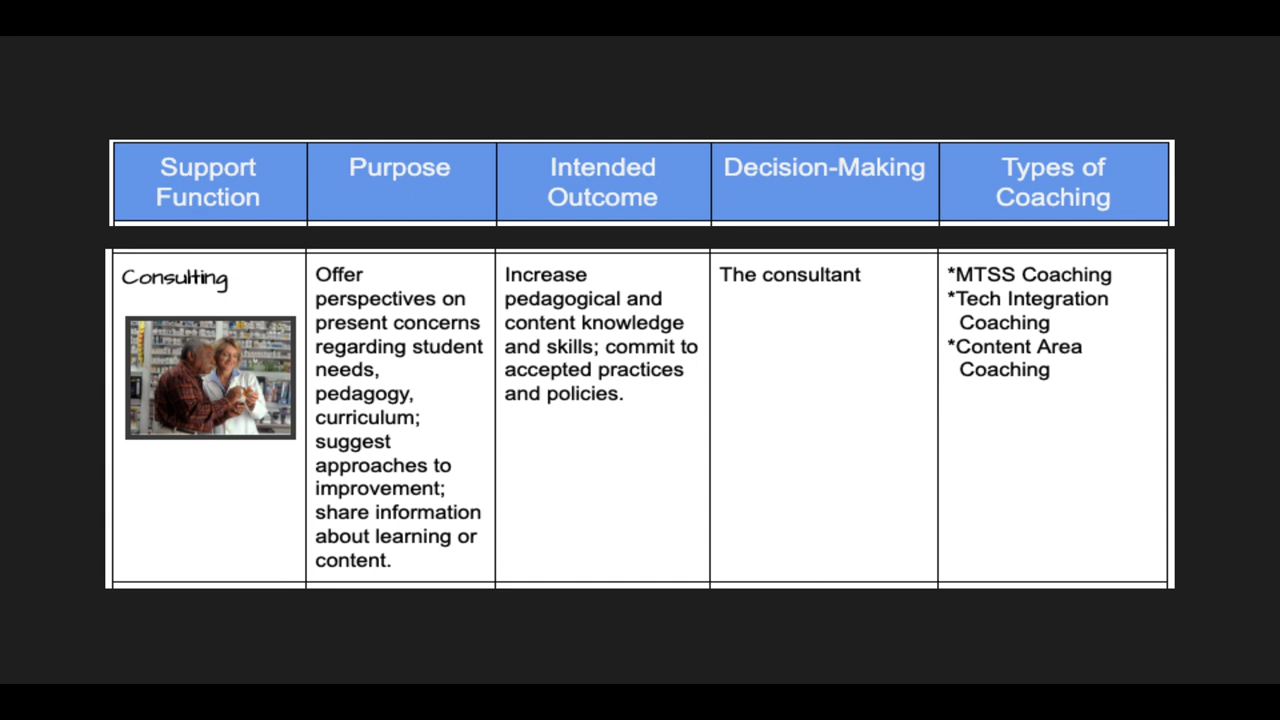 Support
Function
Purpose
Intended
Outcome
Decision-Making
Types of
Coaching
Consulting
Offer
perspectives on
present concerns
regarding student
needs,
pedagogy,
curriculum;
suggest
approaches to
improvement;
share information
about learning or
content.
Increase
pedagogical and
content knowledge
and skills; commit to
accepted practices
and policies.
The consultant
*MTSS Coaching
*Tech Integration
Coaching
*Content Area
Coaching